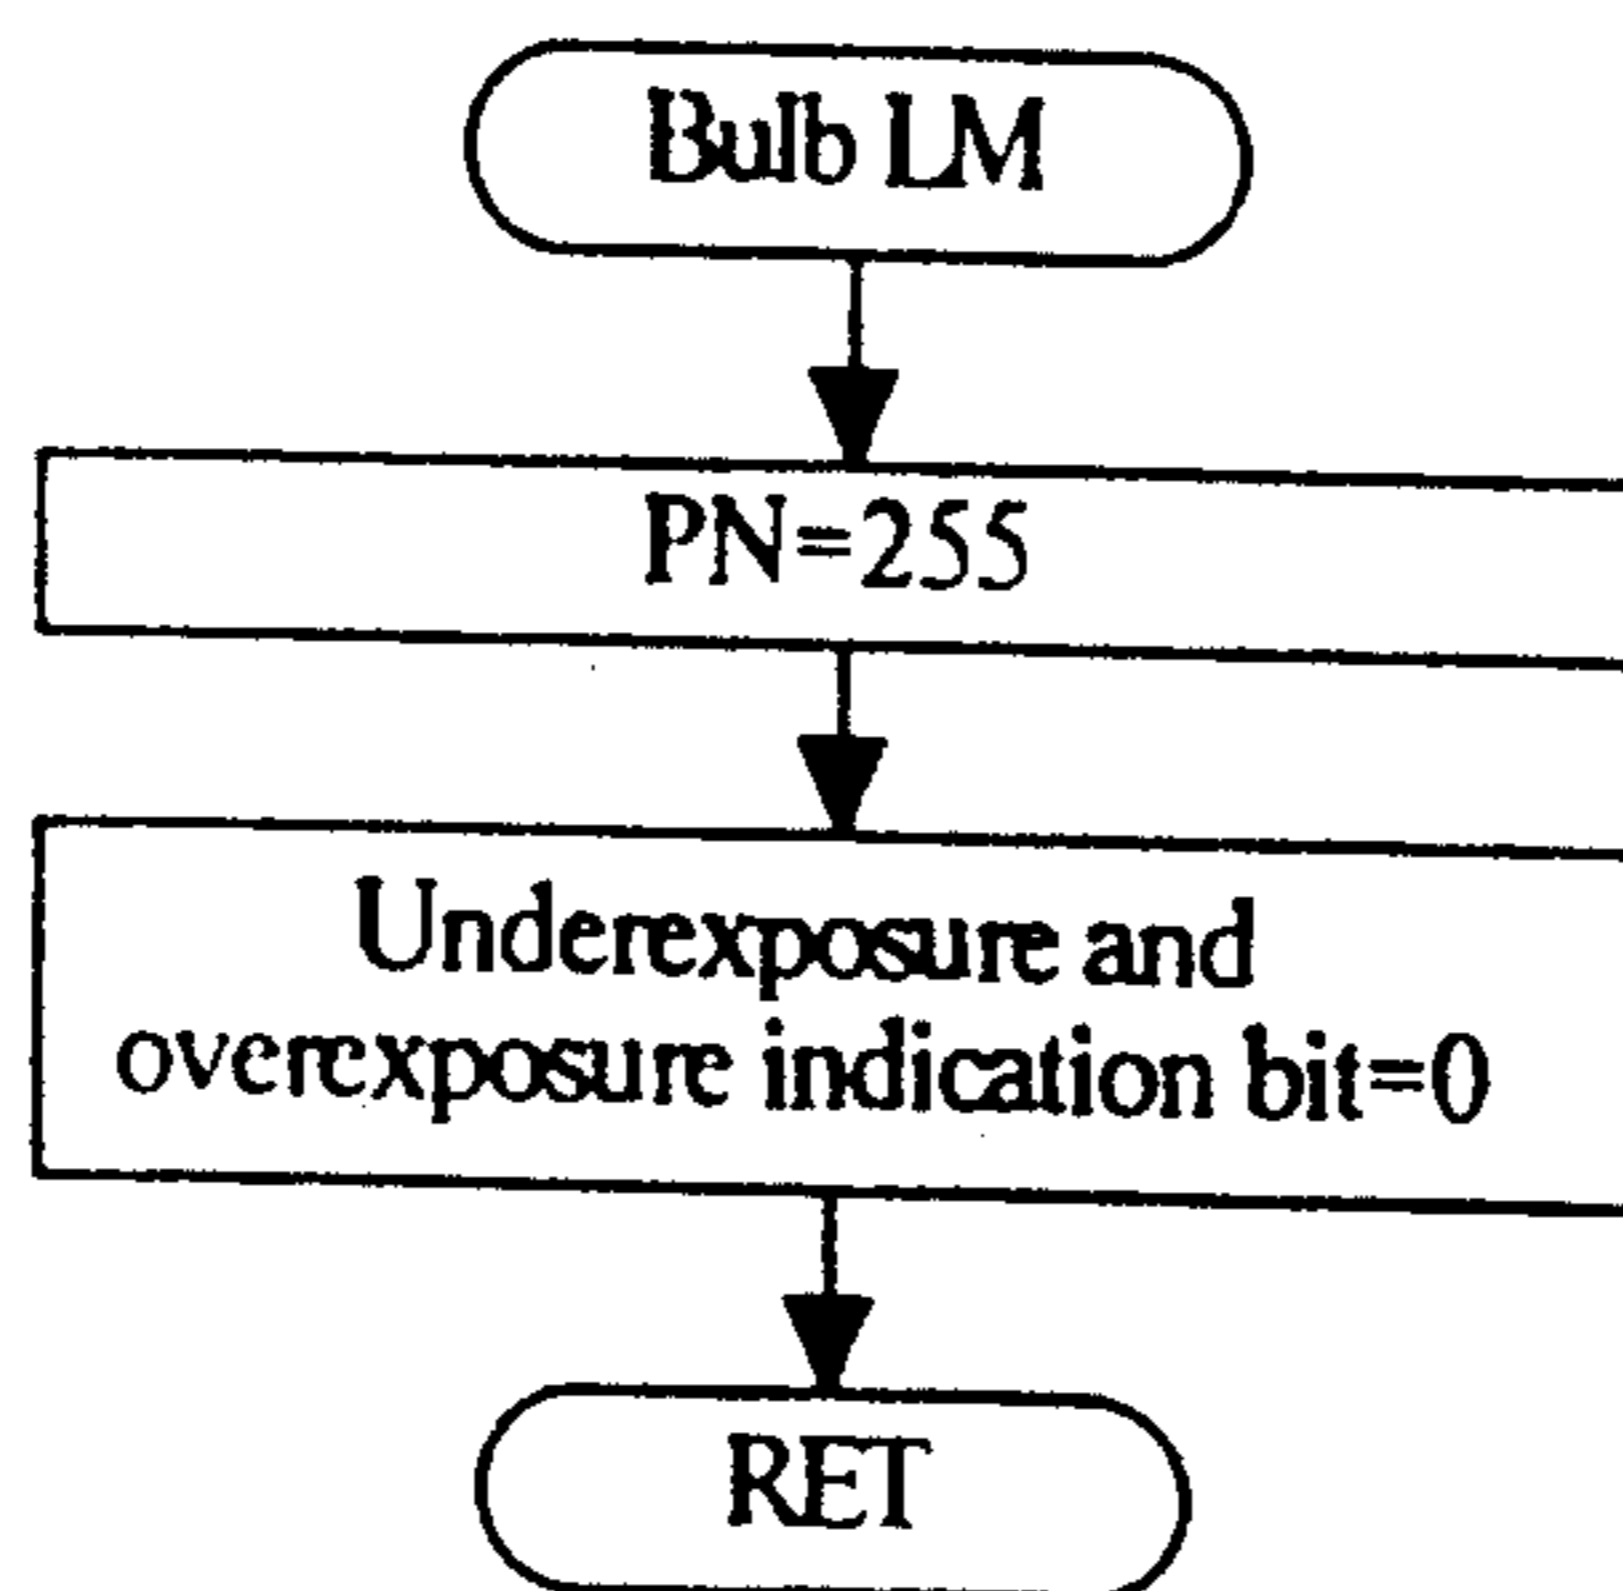 Bulb LM
PN=255
Underexposure and
overexposure indication bit=0
RET